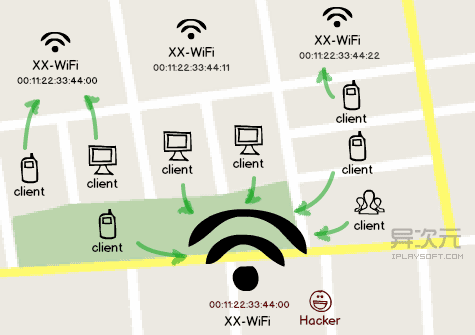 XX-WiFi
00:11:22:33:44:00
XX-WiFi
00:11:22:33:44:11
XX-WiFi
00:11:22:33:44:22
client
client
client
client
client
client
client
client
异次元
IPLAYSOFT.COM
00:11:22:33:44:00
XX-WiFi
Hacker